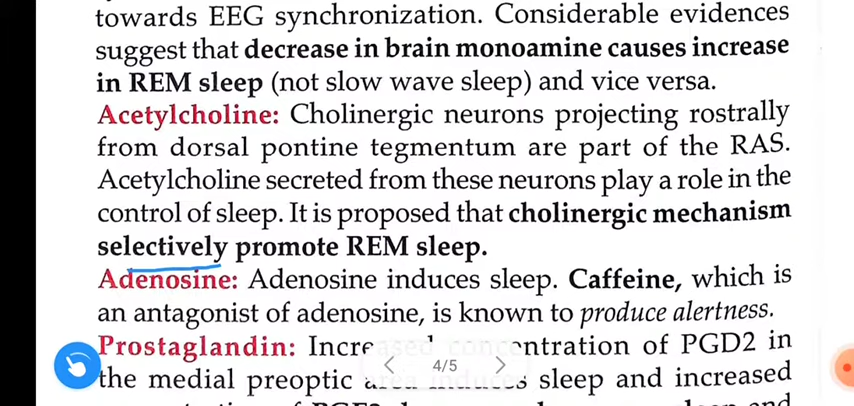 towards EEG synchronization. Considerable evidences
suggest that decrease in brain monoamine causes increase
in REM sleep (not slow wave sleep) and vice versa.
Acetylcholine: Cholinergic neurons projecting rostrally
from dorsal pontine tegmentum are part of the RAS.
Acetylcholine secreted from these neurons play a role in the
control of sleep. It is proposed that cholinergic mechanism
selectively promote REM sleep.
Adenosine: Adenosine induces sleep. Caffeine, which is
an antagonist of adenosine, is known to produce alertness.
Prostaglandin: Increased concentration of PGD2 in
4/5
the medial preoptic area induces sleep and increased